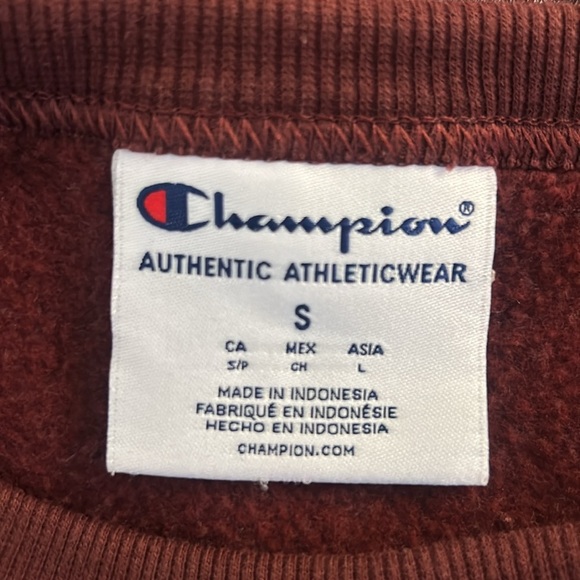 Champion®
AUTHENTIC ATHLETICWEAR
S
CA MEX ASIA
S/P CH L
MADE IN INDONESIA
FABRIQUÉ EN INDONÉSIE
HECHO EN INDONESIA
CHAMPION.COM